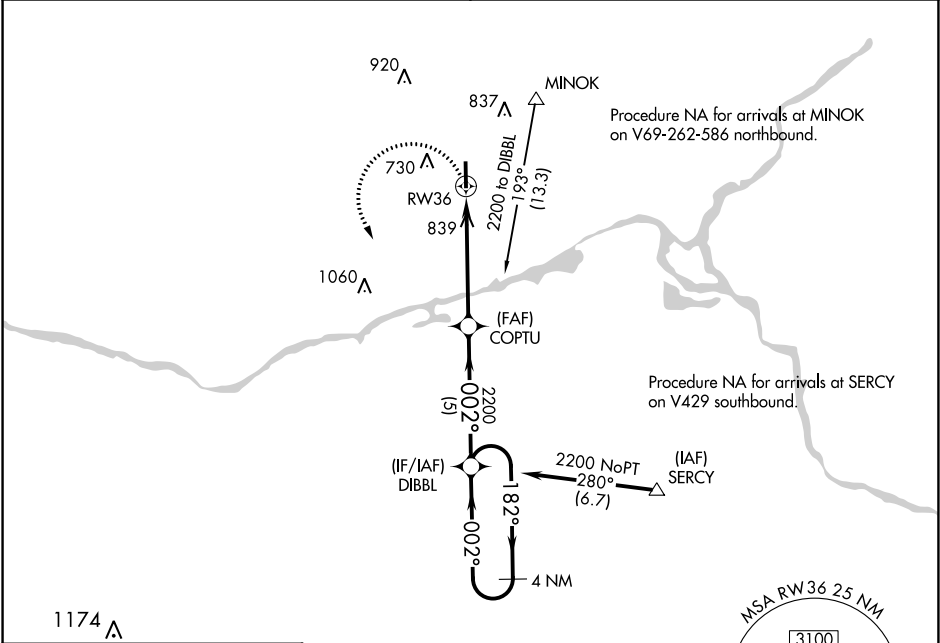 920
MINOK
837
Procedure NA for arrivals at MINOK
on V69-262-586 northbound.
730
2200 to DIBBL
193°
(13.3)
RW36
839
1060
(FAF)
COPTU
Procedure NA for arrivals at SERCY
on V429 southbound.
2200
002°
(5)
(IF/IAF)
DIBBL
2200 NoPT
280°
(6.7)
(IAF)
SERCY
182°
002°
4 NM
1174
MSA RW36 25 NM
3100